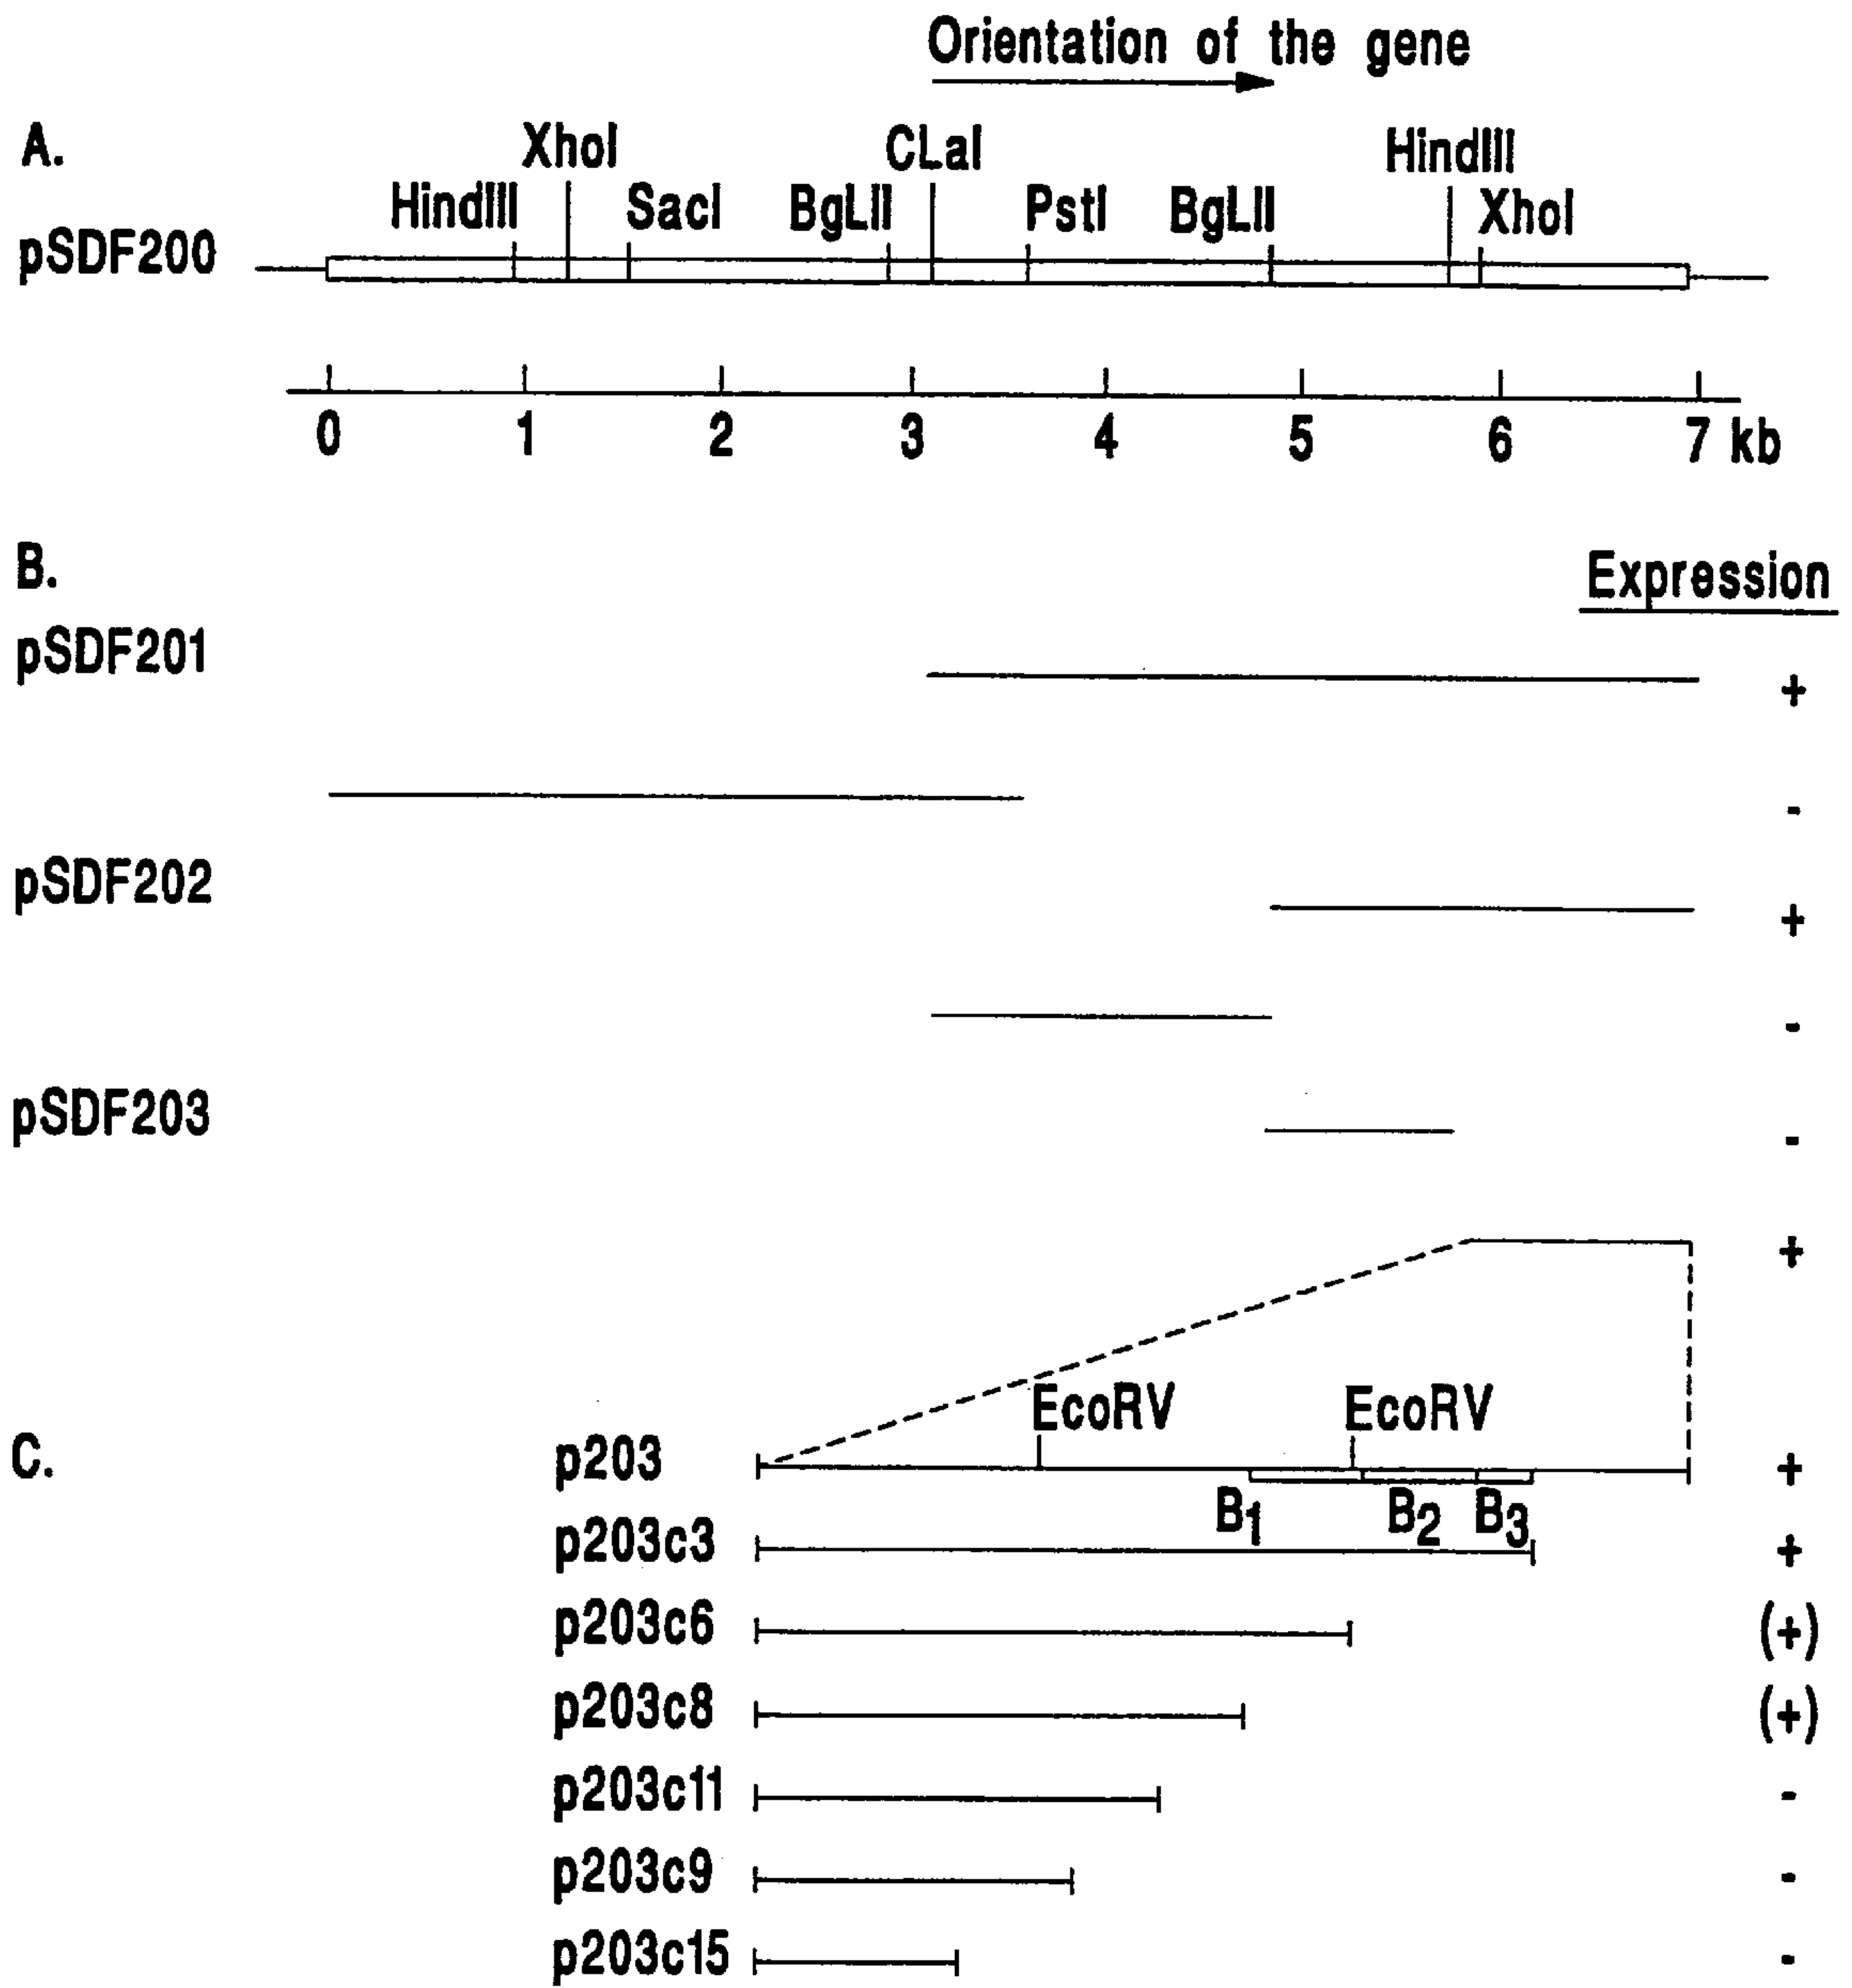 Orientation of the gene
A.
XhoI
CLaI
HindIII
HindIII
SacI
BgLII
PstI
BgLII
XhoI
pSDF200
0 1 2 3 4 5 6 7 kb
B.
Expression
pSDF201
+
-
pSDF202
+
-
pSDF203
-
+
EcoRV
EcoRV
C.
p203
+
B1
B2
B3
p203c3
+
p203c6
(+)
p203c8
(+)
p203c11
-
p203c9
-
p203c15
-